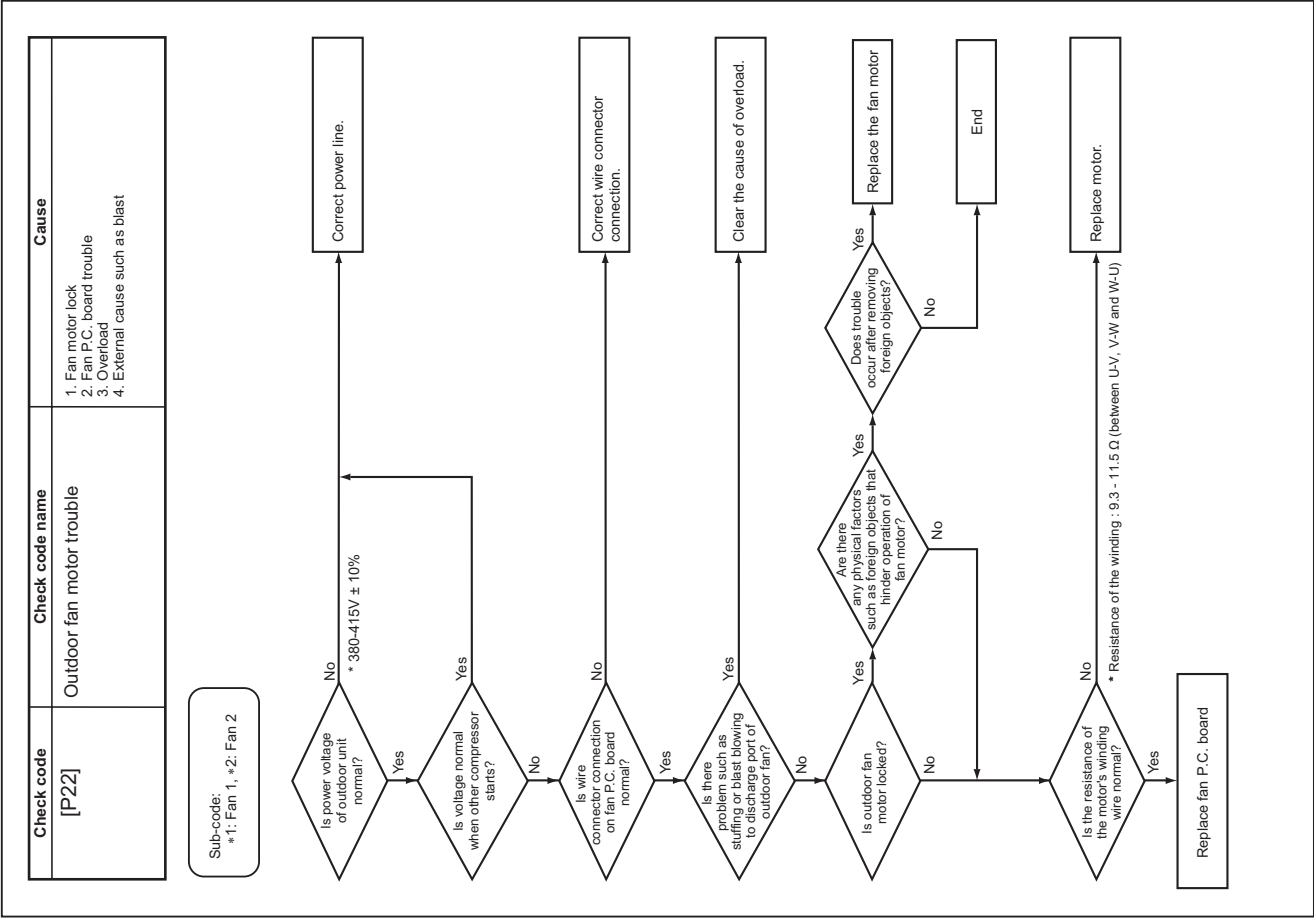 Check code
Check code name
Cause
[P22]
Outdoor fan motor trouble
1. Fan motor lock
2. Fan P.C. board trouble
3. Overload
4. External cause such as blast
Sub-code:
*1: Fan 1, *2: Fan 2
Is power voltage
of outdoor unit
normal?
No
* 380-415V ± 10%
Correct power line.
Yes
Is voltage normal
when other compressor
starts?
Yes
No
Is wire
connector connection
on fan P.C. board
normal?
No
Correct wire connector
connection.
Yes
Is there
problem such as
stuffing or blast blowing
to discharge port of
outdoor fan?
Yes
Clear the cause of overload.
No
Is outdoor fan
motor locked?
Yes
Are there
any physical factors
such as foreign objects that
hinder operation of
fan motor?
Yes
Does trouble
occur after removing
foreign objects?
Yes
Replace the fan motor
No
End
No
No
Is the resistance of
the motor's winding
wire normal?
No
* Resistance of the winding : 9.3 - 11.5 Ω (between U-V, V-W and W-U)
Replace motor.
Yes
Replace fan P.C. board